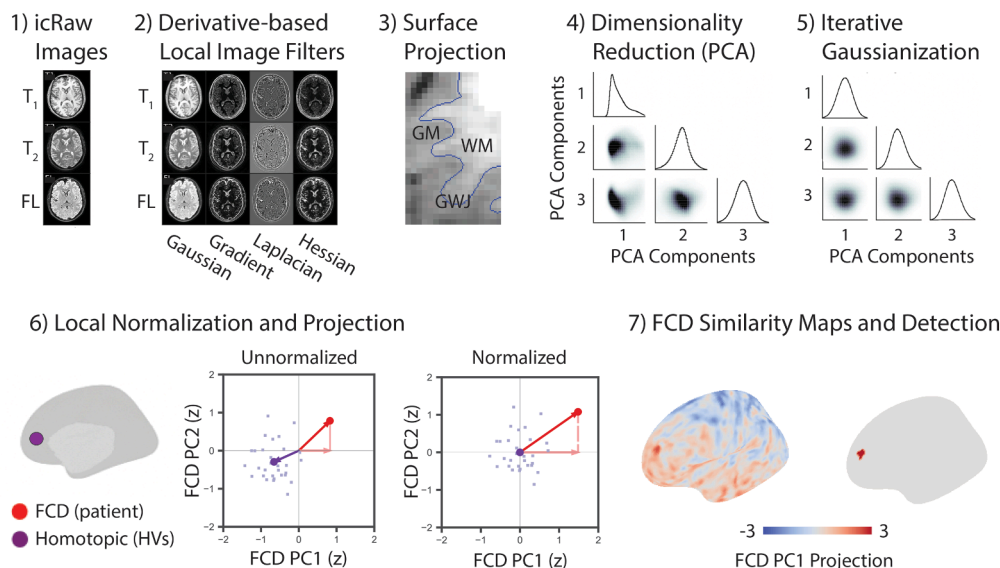 1) icRaw
Images
T1
T2
FL
2) Derivative-based
Local Image Filters
T1
T2
FL
Gaussian
Gradient
Laplacian
Hessian
3) Surface
Projection
GM
WM
GWJ
4) Dimensionality
Reduction (PCA)
PCA Components
1
2
3
1 2 3
PCA Components
5) Iterative
Gaussianization
1
2
3
1 2 3
PCA Components
6) Local Normalization and Projection
FCD (patient)
Homotopic (HVs)
Unnormalized
FCD PC2 (z)
2
1
0
-1
-2
-2 -1 0 1 2
FCD PC1 (z)
Normalized
FCD PC2 (z)
2
1
0
-1
-2
-2 -1 0 1 2
FCD PC1 (z)
7) FCD Similarity Maps and Detection
-3 3
FCD PC1 Projection